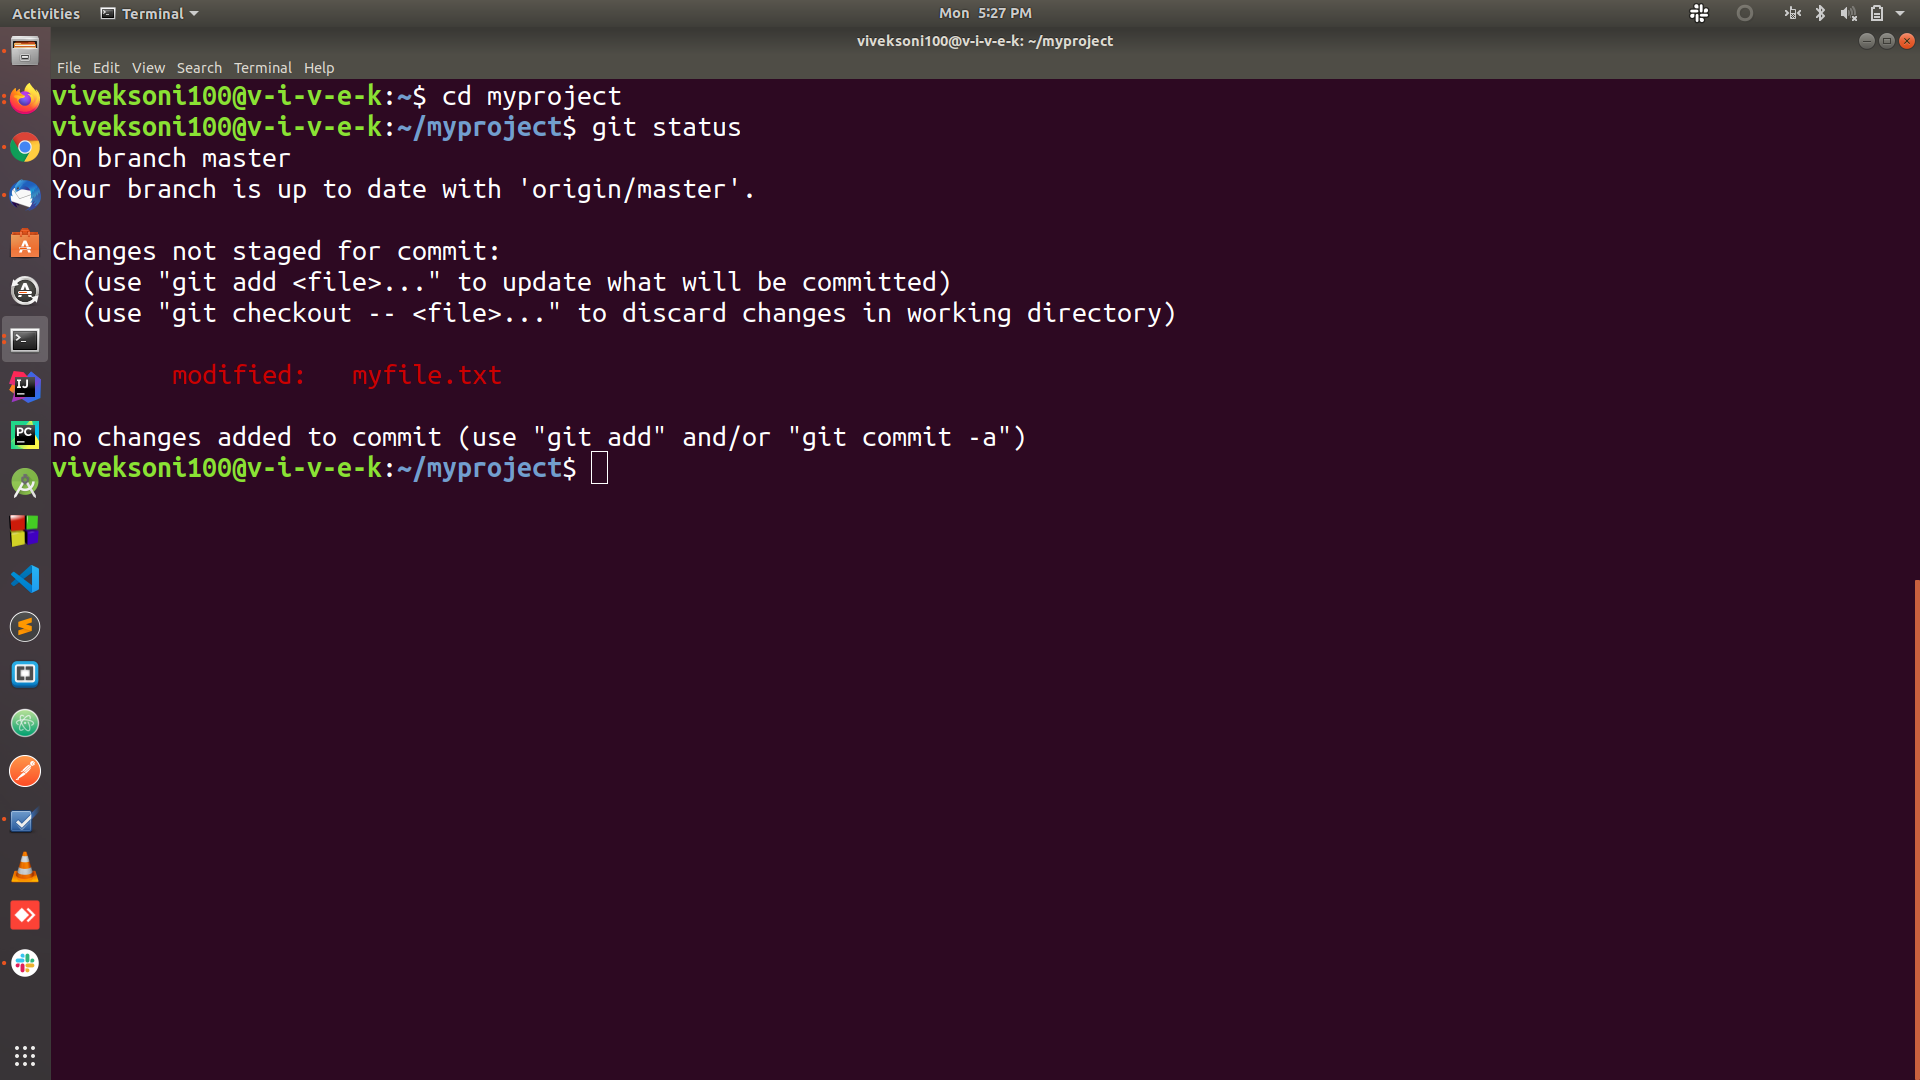 Activities Terminal Mon 5:27 PM
viveksoni100@v-i-v-e-k: ~/myproject
File Edit View Search Terminal Help
viveksoni100@v-i-v-e-k:~$ cd myproject
viveksoni100@v-i-v-e-k:~/myproject$ git status
On branch master
Your branch is up to date with 'origin/master'.
Changes not staged for commit:
  (use "git add <file>..." to update what will be committed)
  (use "git checkout -- <file>..." to discard changes in working directory)
        modified:   myfile.txt
no changes added to commit (use "git add" and/or "git commit -a")
viveksoni100@v-i-v-e-k:~/myproject$
IJ
PC